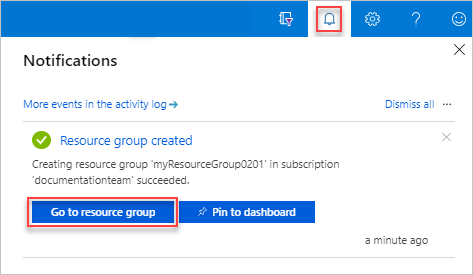 Notifications
More events in the activity log
Dismiss all ...
Resource group created
Creating resource group 'myResourceGroup0201' in subscription
'documentationteam' succeeded.
Go to resource group
Pin to dashboard
a minute ago